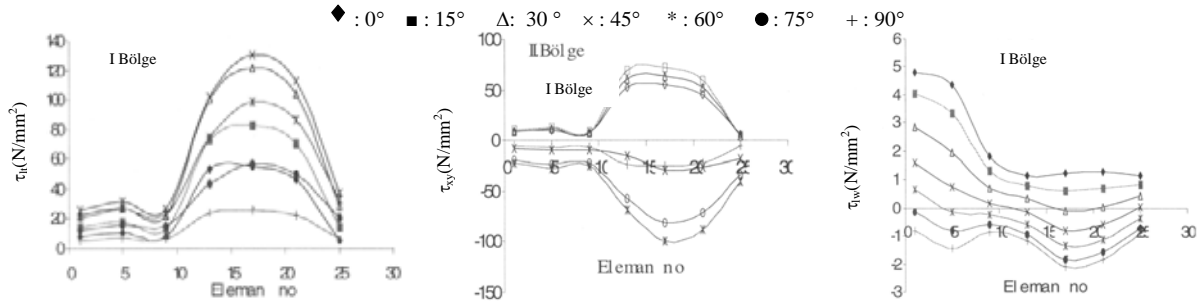 ◆ : 0° ■ : 15° Δ: 30 ° × : 45° * : 60° ● : 75° + : 90°
I Bölge
τₕ(N/mm²)
140
120
100
80
60
40
20
0
0 5 10 15 20 25 30
Eleman no
II.Bölge
I Bölge
τxy(N/mm²)
100
50
0
-50
-100
-150
0 5 10 15 20 25 30
Eleman no
I Bölge
(N/mm²)
6
5
4
3
2
1
0
-1
-2
-3
0 5 10 15 20 25 30
Eleman no